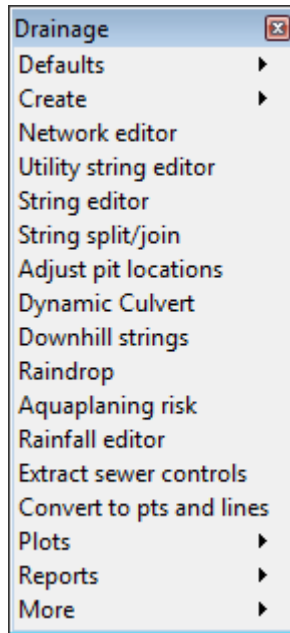 Drainage
Defaults
Create
Network editor
Utility string editor
String editor
String split/join
Adjust pit locations
Dynamic Culvert
Downhill strings
Raindrop
Aquaplaning risk
Rainfall editor
Extract sewer controls
Convert to pts and lines
Plots
Reports
More